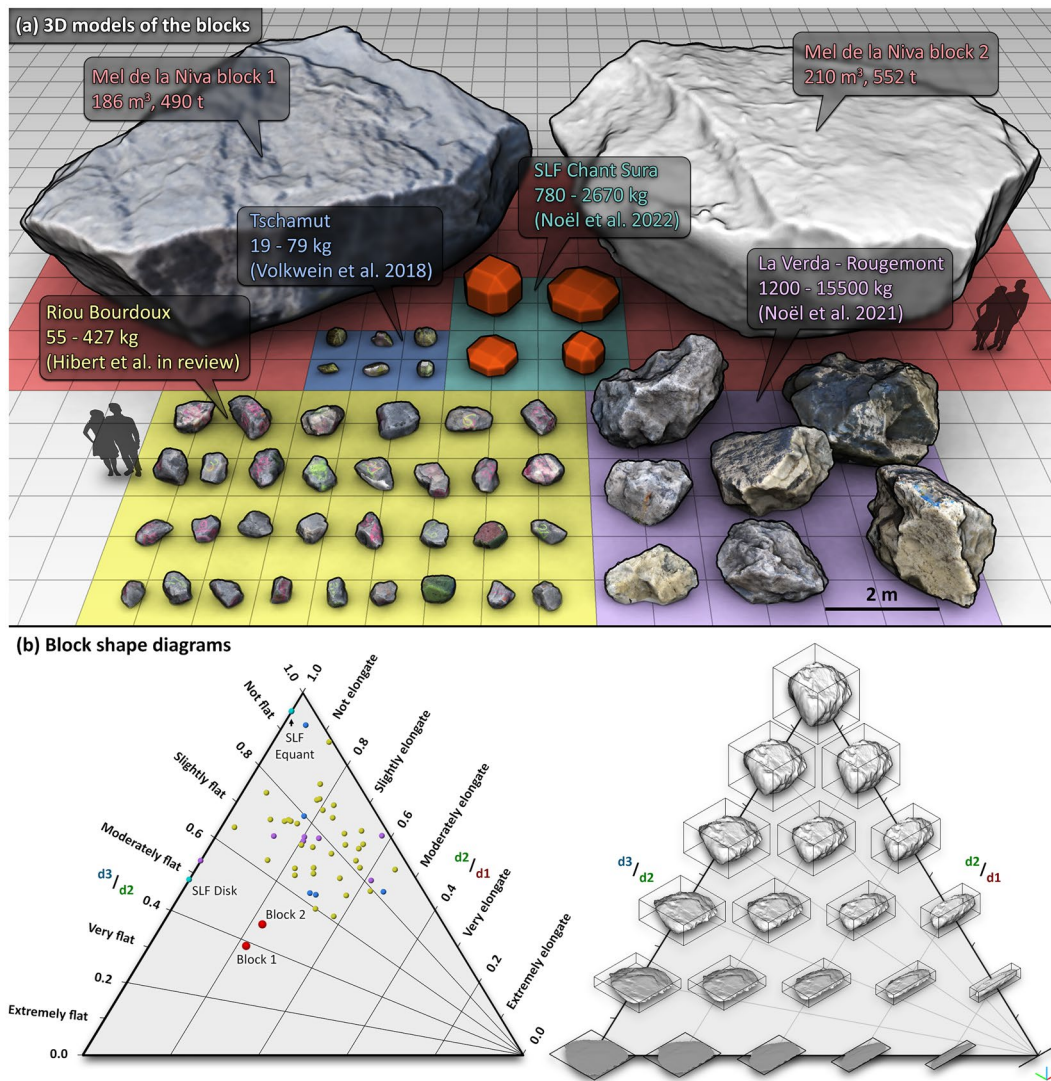 (a) 3D models of the blocks
Mel de la Niva block 1
186 m³, 490 t
Mel de la Niva block 2
210 m³, 552 t
SLF Chant Sura
780 - 2670 kg
(Noël et al. 2022)
Tschamut
19 - 79 kg
(Volkwein et al. 2018)
La Verda - Rougemont
1200 - 15500 kg
(Noël et al. 2021)
Riou Bourdoux
55 - 427 kg
(Hibert et al. in review)
2 m
(b) Block shape diagrams
1.0
1.0
Not flat
Not elongate
SLF
Equant
0.8
0.8
Slightly flat
Slightly elongate
0.6
0.6
Moderately flat
Moderately elongate
d3/d2
SLF Disk
d2/d1
0.4
0.4
Very flat
Very elongate
Block 2
Block 1
0.2
0.2
Extremely flat
Extremely elongate
0.0
0.0
d3/d2
d2/d1